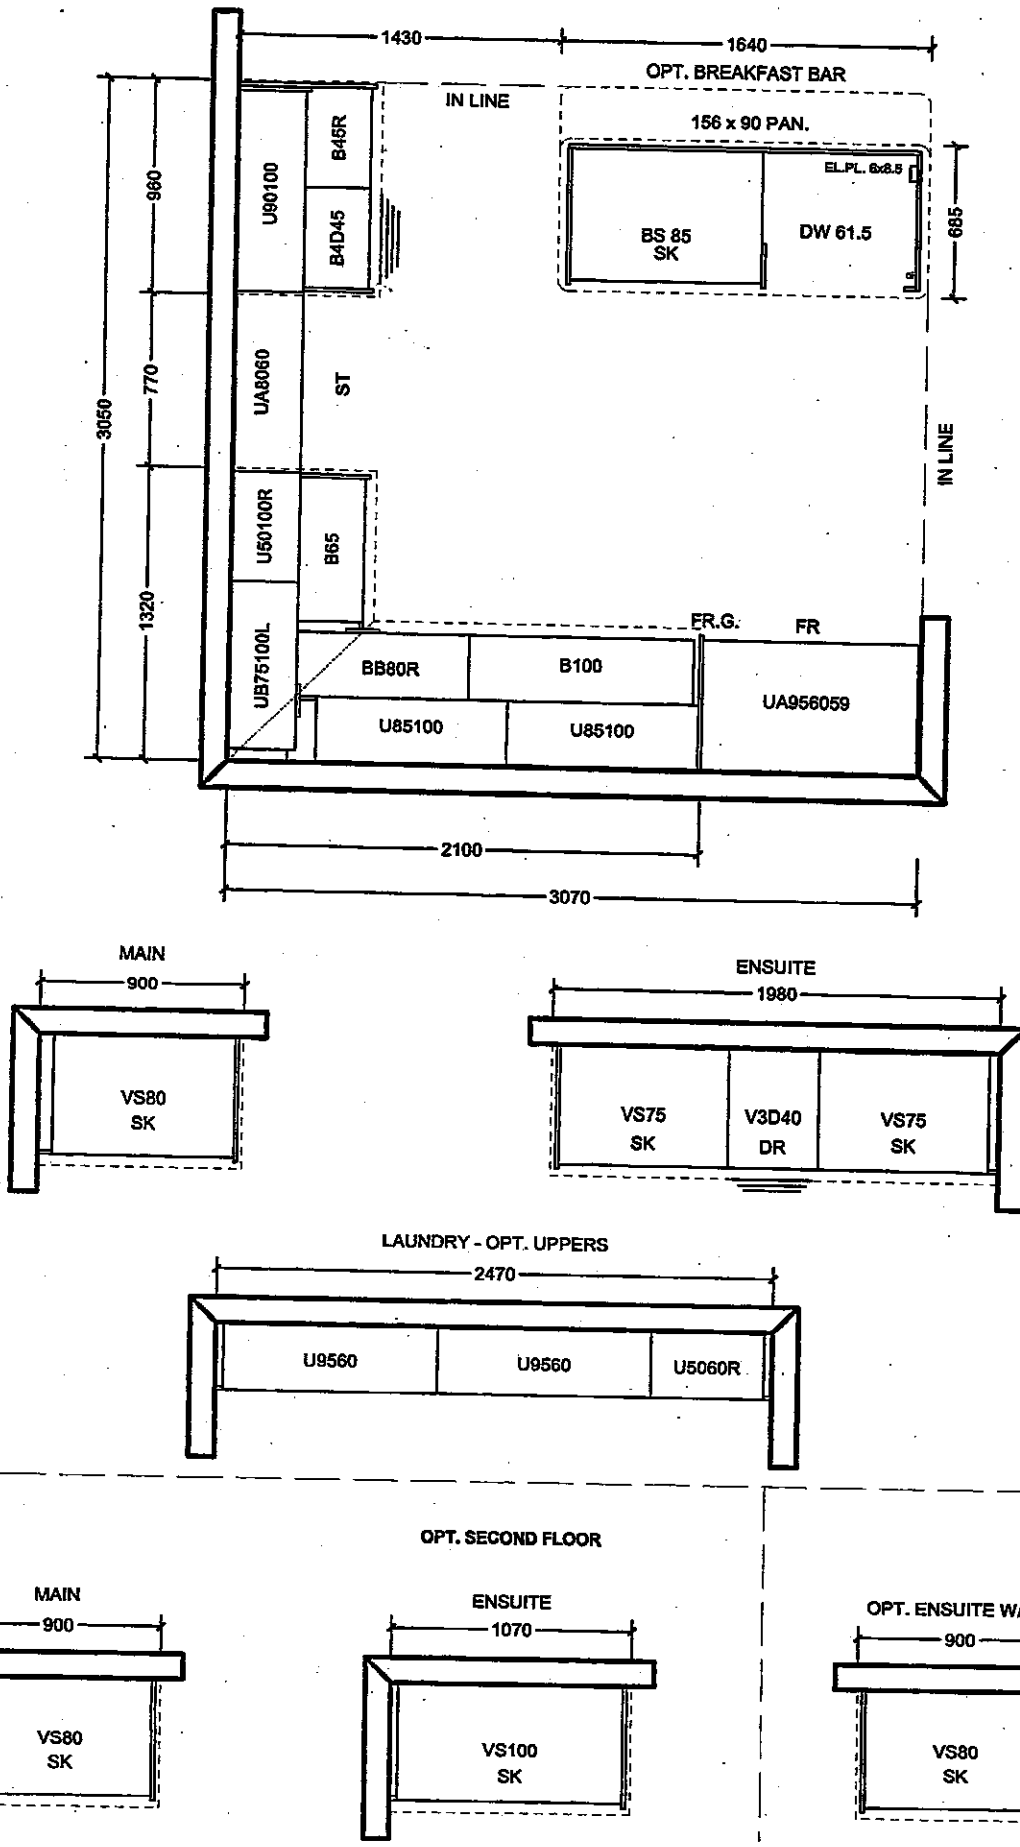 1430
1640
OPT. BREAKFAST BAR
IN LINE
156 x 90 PAN.
EL.PL. 6x8.5
B45R
U90100
960
685
B4D45
BS 85
SK
DW 61.5
770
UA8060
ST
3050
IN LINE
U50100R
B65
1320
UB75100L
FR.G.
FR
BB80R
B100
UA956059
U85100
U85100
2100
3070
MAIN
900
VS80
SK
ENSUITE
1980
VS75
SK
V3D40
DR
VS75
SK
LAUNDRY - OPT. UPPERS
2470
U9560
U9560
U5060R
OPT. SECOND FLOOR
MAIN
900
VS80
SK
ENSUITE
1070
VS100
SK
OPT. ENSUITE
900
VS80
SK